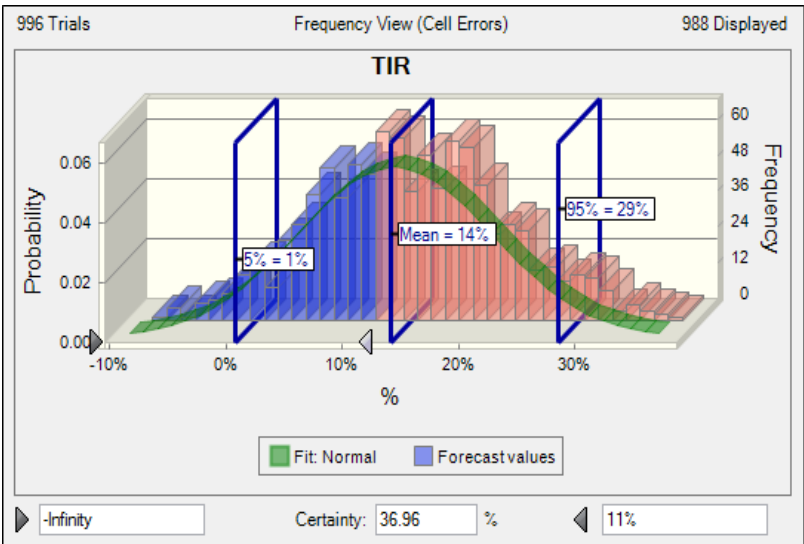 996 Trials Frequency View (Cell Errors) 988 Displayed
TIR
60
0.06
48
0.04
36
95% = 29%
Mean = 14%
24
5% = 1%
0.02
12
0
0.00
Probability
Frequency
-10% 0% 10% 20% 30%
%
Fit: Normal Forecast values
-Infinity Certainty: 36.96 % 11%